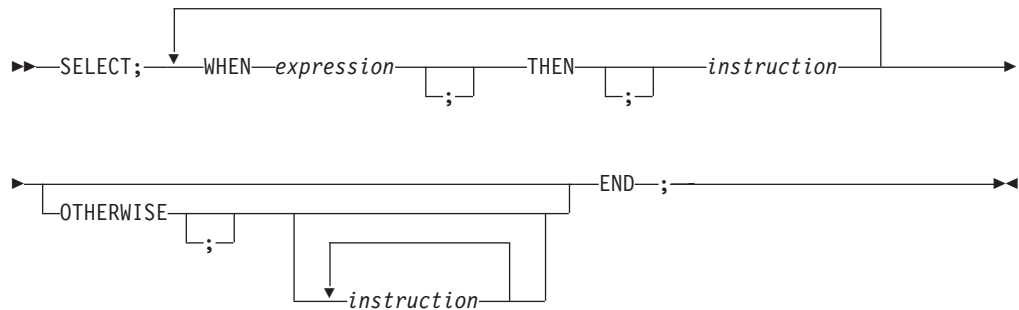 SELECT; WHEN expression ; THEN ; instruction
OTHERWISE ; instruction END ;